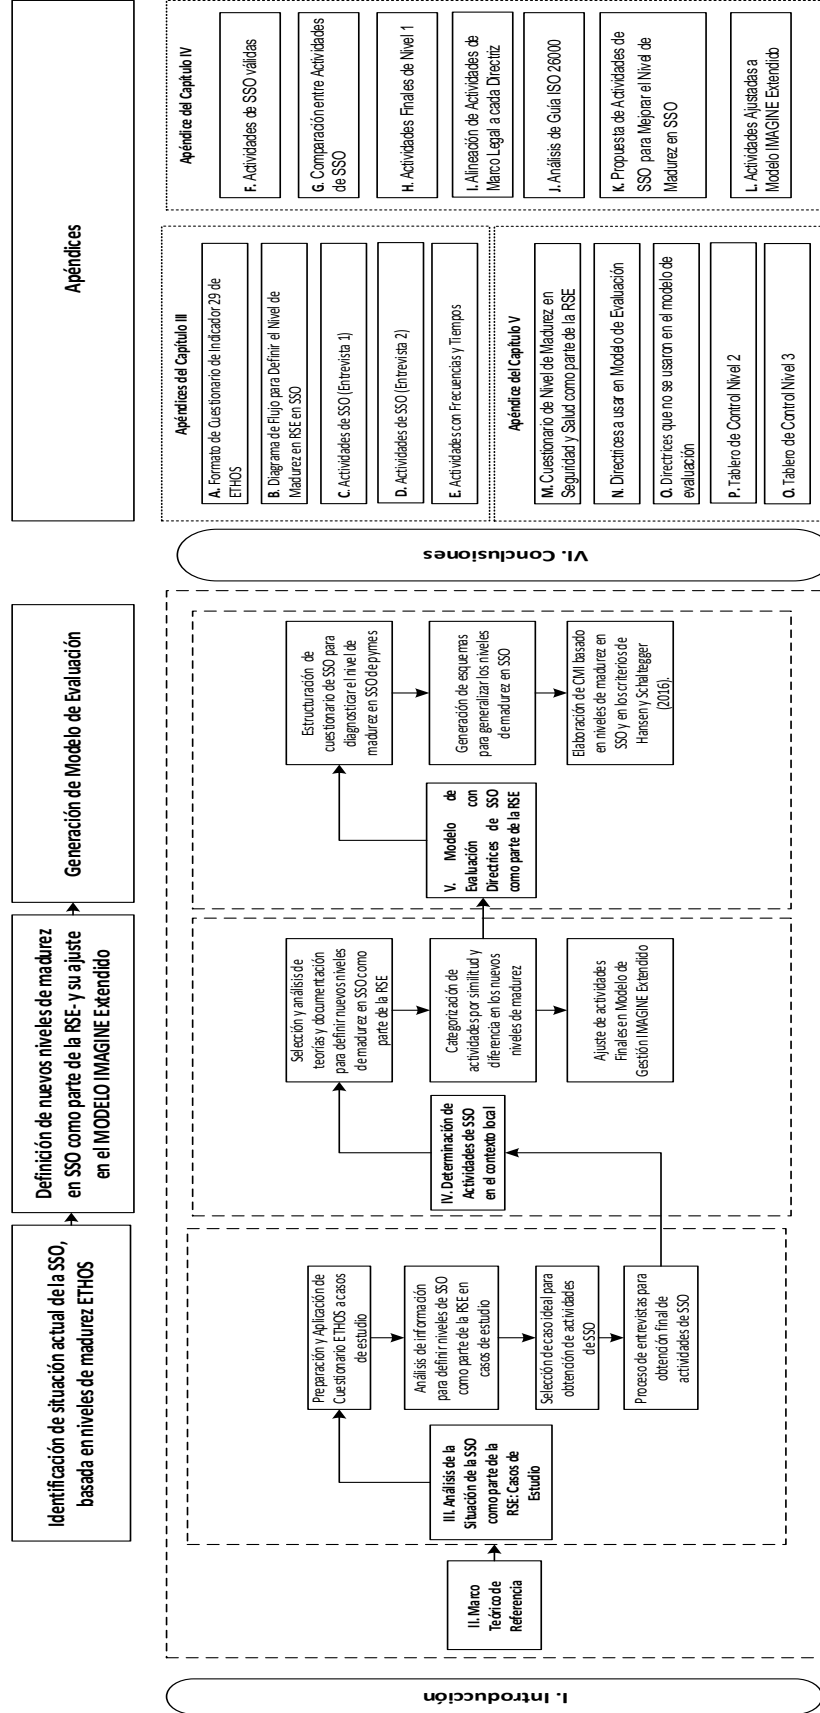 Identificación de situación actual de la SSO,
basada en niveles de madurez ETHOS
Definición de nuevos niveles de madurez
en SSO como parte de la RSE- y su ajuste
en el MODELO IMAGINE Extendido
Generación de Modelo de Evaluación
Apéndices
I. Introducción
II. Marco
Teórico de
Referencia
III. Análisis de la
Situación de la SSO
como parte de la
RSE: Casos de
Estudio
Preparación y Aplicación de
Cuestionario ETHOS a casos
de estudio
Análisis de información
para definir niveles de SSO
como parte de la RSE en
casos de estudio
Selección de caso ideal para
obtención de actividades
de SSO
Proceso de entrevistas para
obtención final de
actividades de SSO
IV. Determinación de
Actividades de SSO
en el contexto local
Selección y análisis de
teorías y documentación
para definir nuevos niveles
de madurez en SSO como
parte de la RSE
Categorización de
actividades por similitud y
diferencia en los nuevos
niveles de madurez
Ajuste de actividades
Finales en Modelo de
Gestión IMAGINE Extendido
V. Modelo de
Evaluación con
Directrices de SSO
como parte de la RSE
Estructuración de
cuestionario de SSO para
diagnosticar el nivel de
madurez en SSO de pymes
Generación de esquemas
para generalizar los niveles
de madurez en SSO
Elaboración de CMI basado
en niveles de madurez en
SSO y en los criterios de
Hansen y Schaltegger
(2016).
VI. Conclusiones
Apéndices del Capítulo III
A. Formato de Cuestionario de Indicador 29 de
ETHOS
B. Diagrama de Flujo para Definir el Nivel de
Madurez en RSE en SSO
C. Actividades de SSO (Entrevista 1)
D. Actividades de SSO (Entrevista 2)
E. Actividades con Frecuencias y Tiempos
Apéndice del Capítulo V
M. Cuestionario de Nivel de Madurez en
Seguridad y Salud como parte de la RSE
N. Directrices a usar en Modelo de Evaluación
O. Directrices que no se usaron en el modelo de
evaluación
P. Tablero de Control Nivel 2
Q. Tablero de Control Nivel 3
Apéndice del Capítulo IV
F. Actividades de SSO válidas
G. Comparación entre Actividades
de SSO
H. Actividades Finales de Nivel 1
I. Alineación de Actividades de
Marco Legal a cada Directriz
J. Análisis de Guía ISO 26000
K. Propuesta de Actividades de
SSO para Mejorar el Nivel de
Madurez en SSO
L. Actividades Ajustadas a
Modelo IMAGINE Extendido